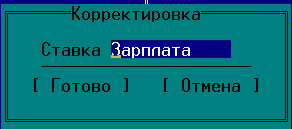 Корректировка
Ставка Зарплата
[ Готово ] [ Отмена ]